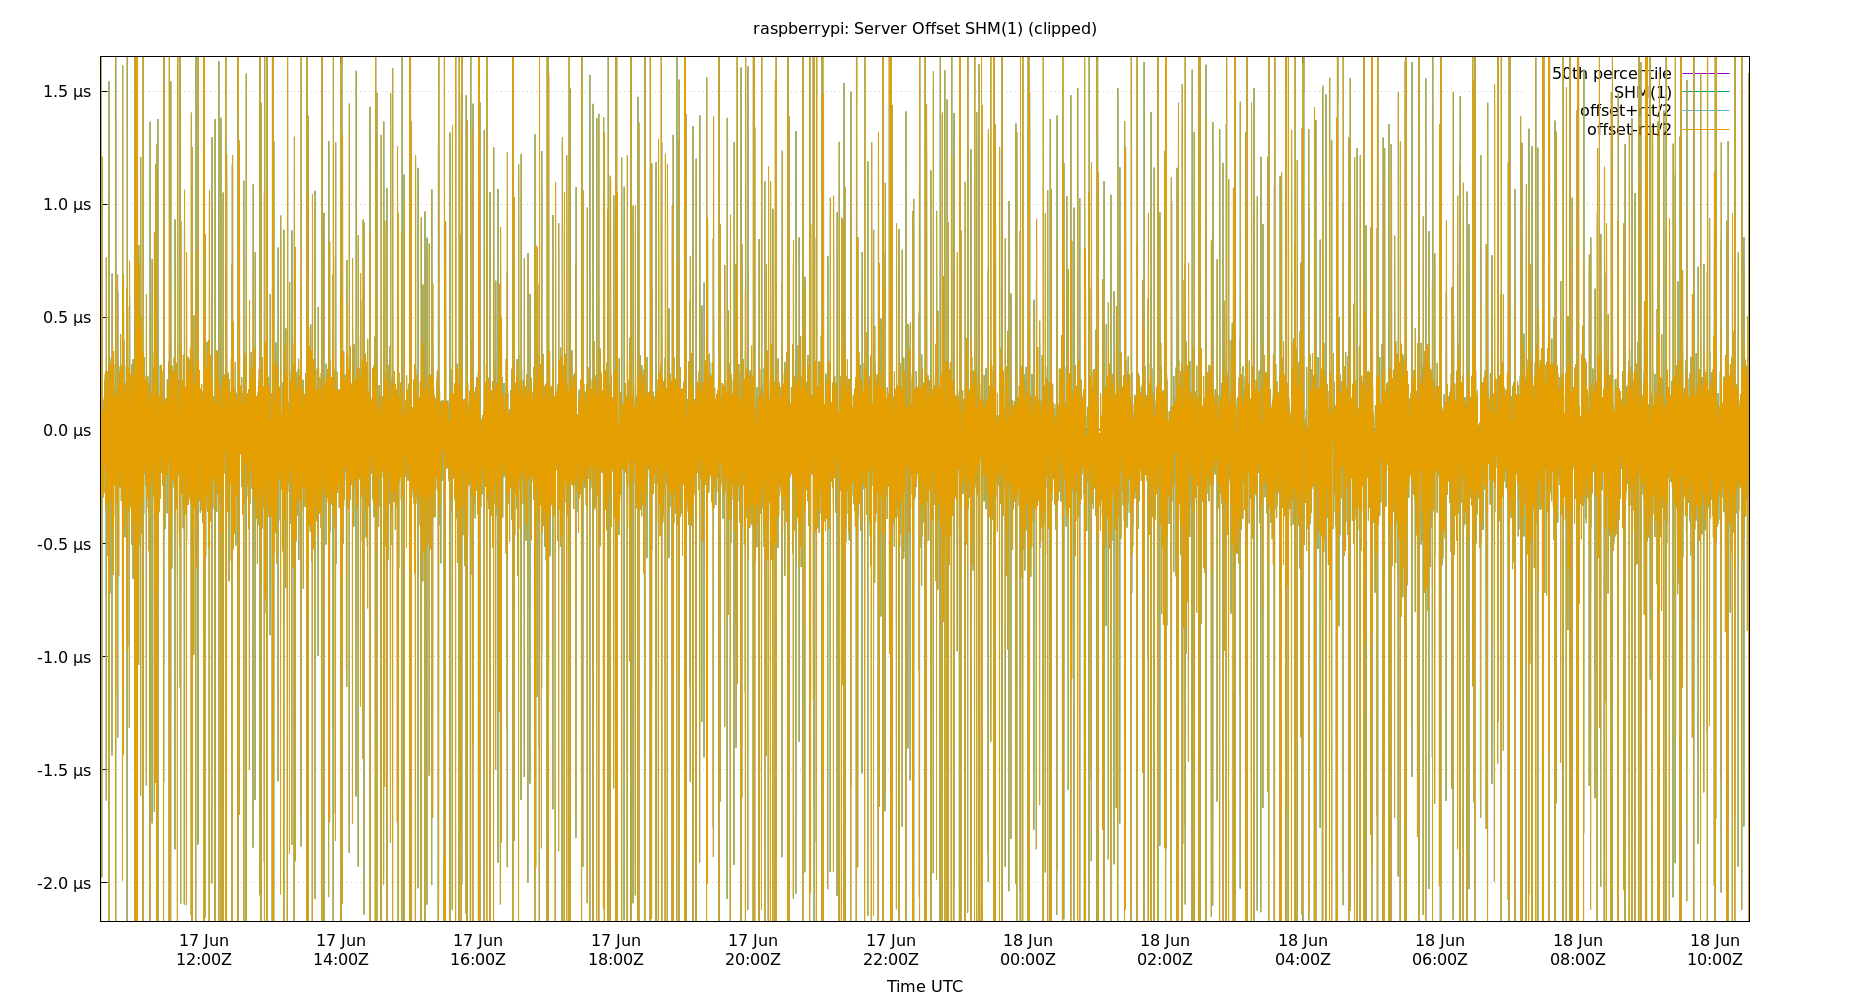 raspberrypi: Server Offset SHM(1) (clipped)
50th percentile
SHM(1)
offset+rtt/2
offset-rtt/2
1.5 µs
1.0 µs
0.5 µs
0.0 µs
-0.5 µs
-1.0 µs
-1.5 µs
-2.0 µs
17 Jun 17 Jun 17 Jun 17 Jun 17 Jun 17 Jun 18 Jun 18 Jun 18 Jun 18 Jun 18 Jun 18 Jun
12:00Z 14:00Z 16:00Z 18:00Z 20:00Z 22:00Z 00:00Z 02:00Z 04:00Z 06:00Z 08:00Z 10:00Z
Time UTC